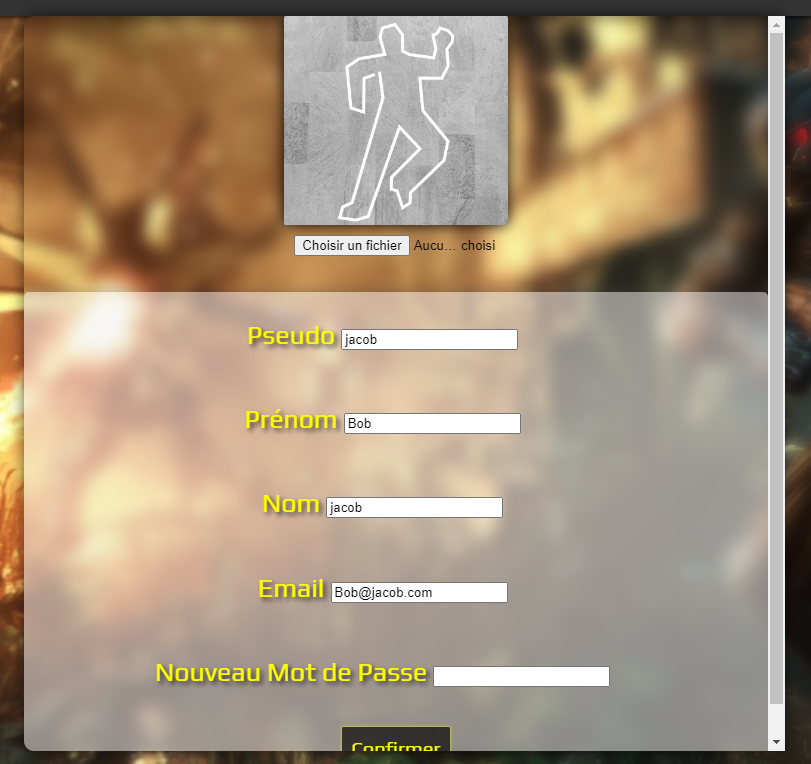 Choisir un fichier Aucu... choisi
Pseudo jacob
Prénom Bob
Nom jacob
Email Bob@jacob.com
Nouveau Mot de Passe
Confirmer